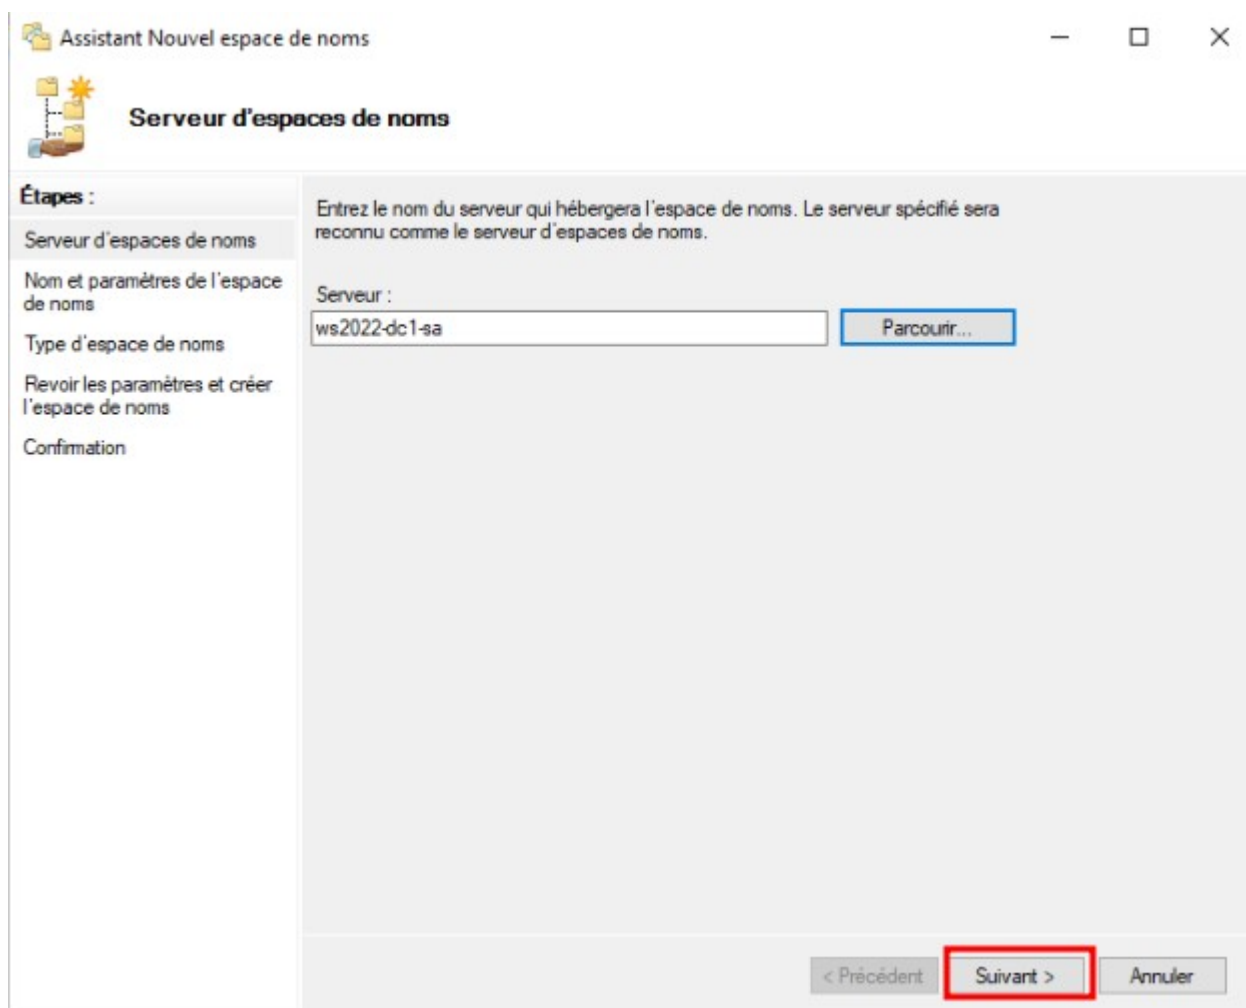 Assistant Nouvel espace de noms
Serveur d'espaces de noms
Étapes :
Serveur d'espaces de noms
Nom et paramètres de l'espace
de noms
Type d'espace de noms
Revoir les paramètres et créer
l'espace de noms
Confirmation
Entrez le nom du serveur qui hébergera l'espace de noms. Le serveur spécifié sera
reconnu comme le serveur d'espaces de noms.
Serveur :
ws2022-dc1-sa
Parcourir...
< Précédent
Suivant >
Annuler